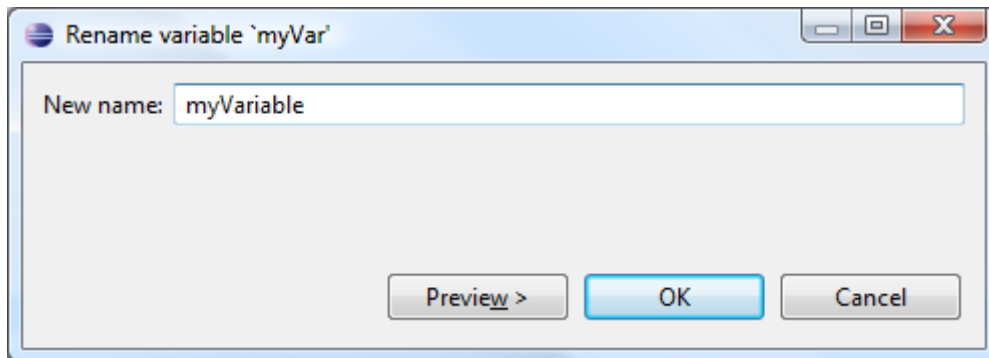 Rename variable `myVar'
New name: myVariable
Preview > OK Cancel